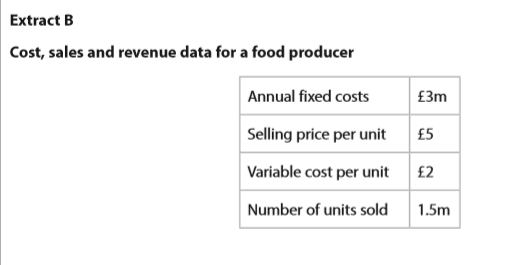 Extract B
Cost, sales and revenue data for a food producer
Annual fixed costs £3m
Selling price per unit £5
Variable cost per unit £2
Number of units sold 1.5m